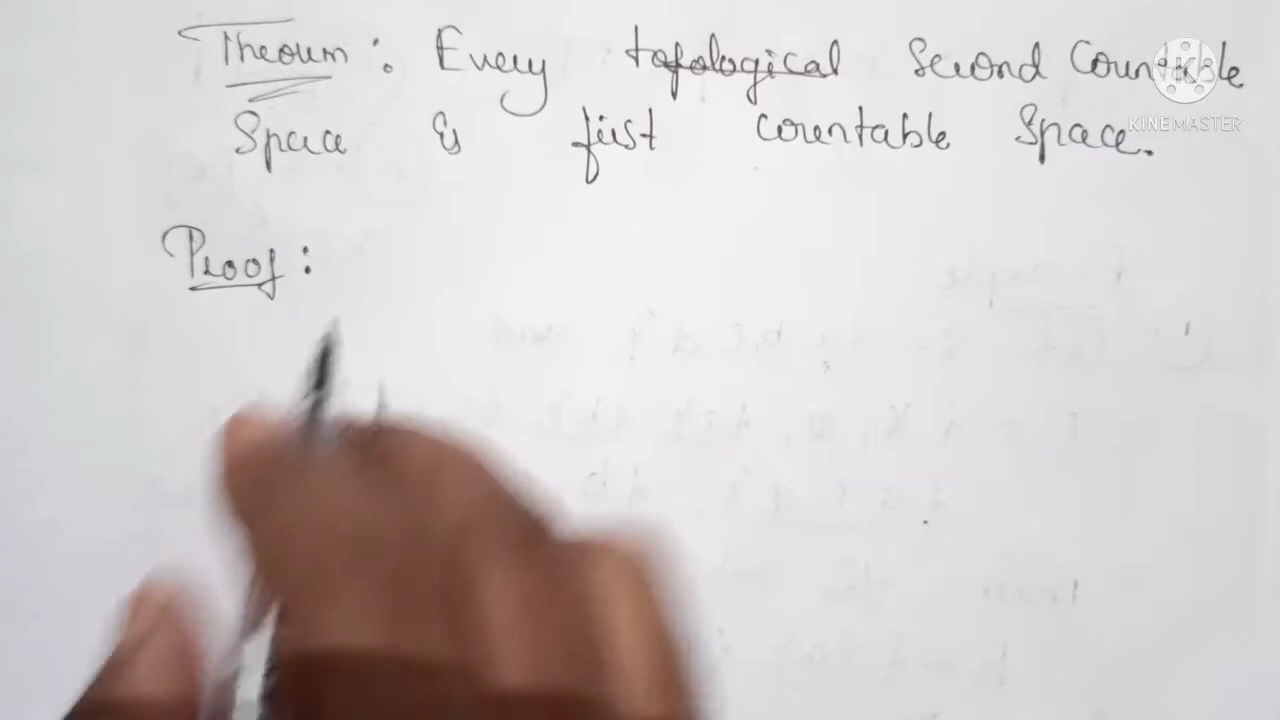 Theorem: Every topological Second Countable
Space is first countable Space.
KINEMASTER
Proof: